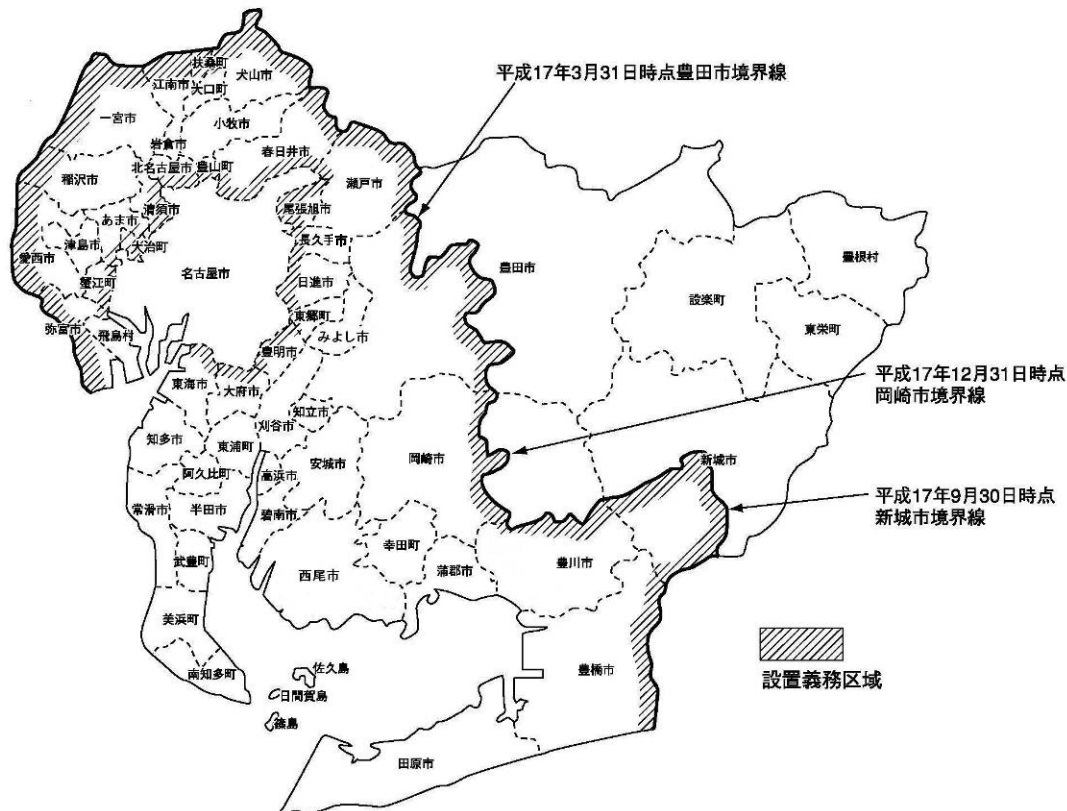 平成17年3月31日時点豊田市境界線
扶桑町
犬山市
江南市
大口町
一宮市
小牧市
岩倉市
春日井市
北名古屋市
豊山町
稲沢市
瀬戸市
清須市
尾張旭市
あま市
津島市
大治町
長久手市
愛西市
名古屋市
豊田市
蟹江町
日進市
豊根村
設楽町
東郷町
東栄町
弥富市
飛島村
みよし市
豊明市
平成17年12月31日時点
岡崎市境界線
東海市
大府市
知立市
刈谷市
知多市
東浦町
安城市
岡崎市
新城市
阿久比町
高浜市
平成17年9月30日時点
新城市境界線
常滑市
半田市
碧南市
幸田町
武豊町
西尾市
蒲郡市
豊川市
美浜町
南知多町
佐久島
豊橋市
設置義務区域
日間賀島
篠島
田原市